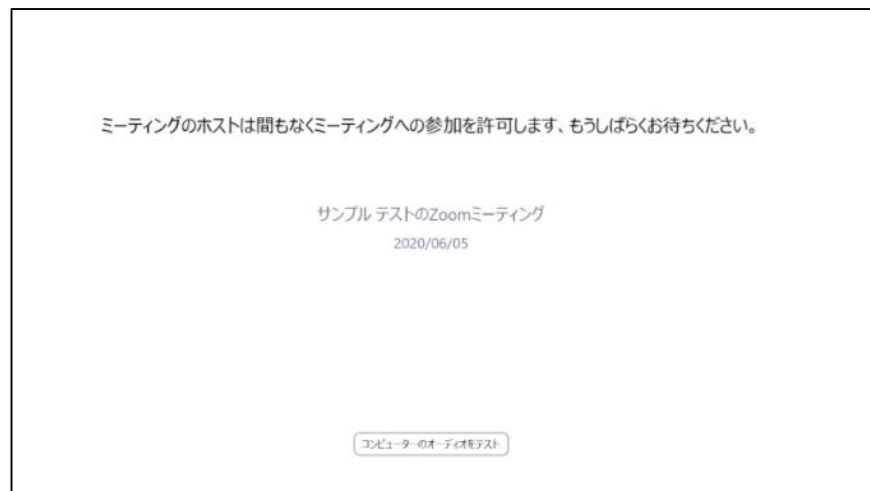 ミーティングのホストは間もなくミーティングへの参加を許可します、もうしばらくお待ちください。
サンプル テストのZoomミーティング
2020/06/05
コンピューターのオーディオをテスト